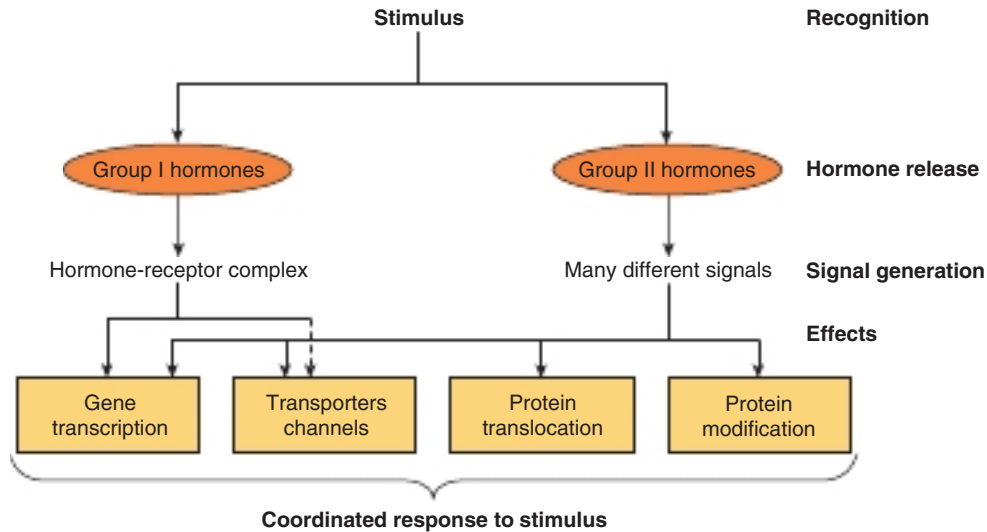 Stimulus
Recognition
Group I hormones
Group II hormones
Hormone release
Hormone-receptor complex
Many different signals
Signal generation
Effects
Gene
transcription
Transporters
channels
Protein
translocation
Protein
modification
Coordinated response to stimulus